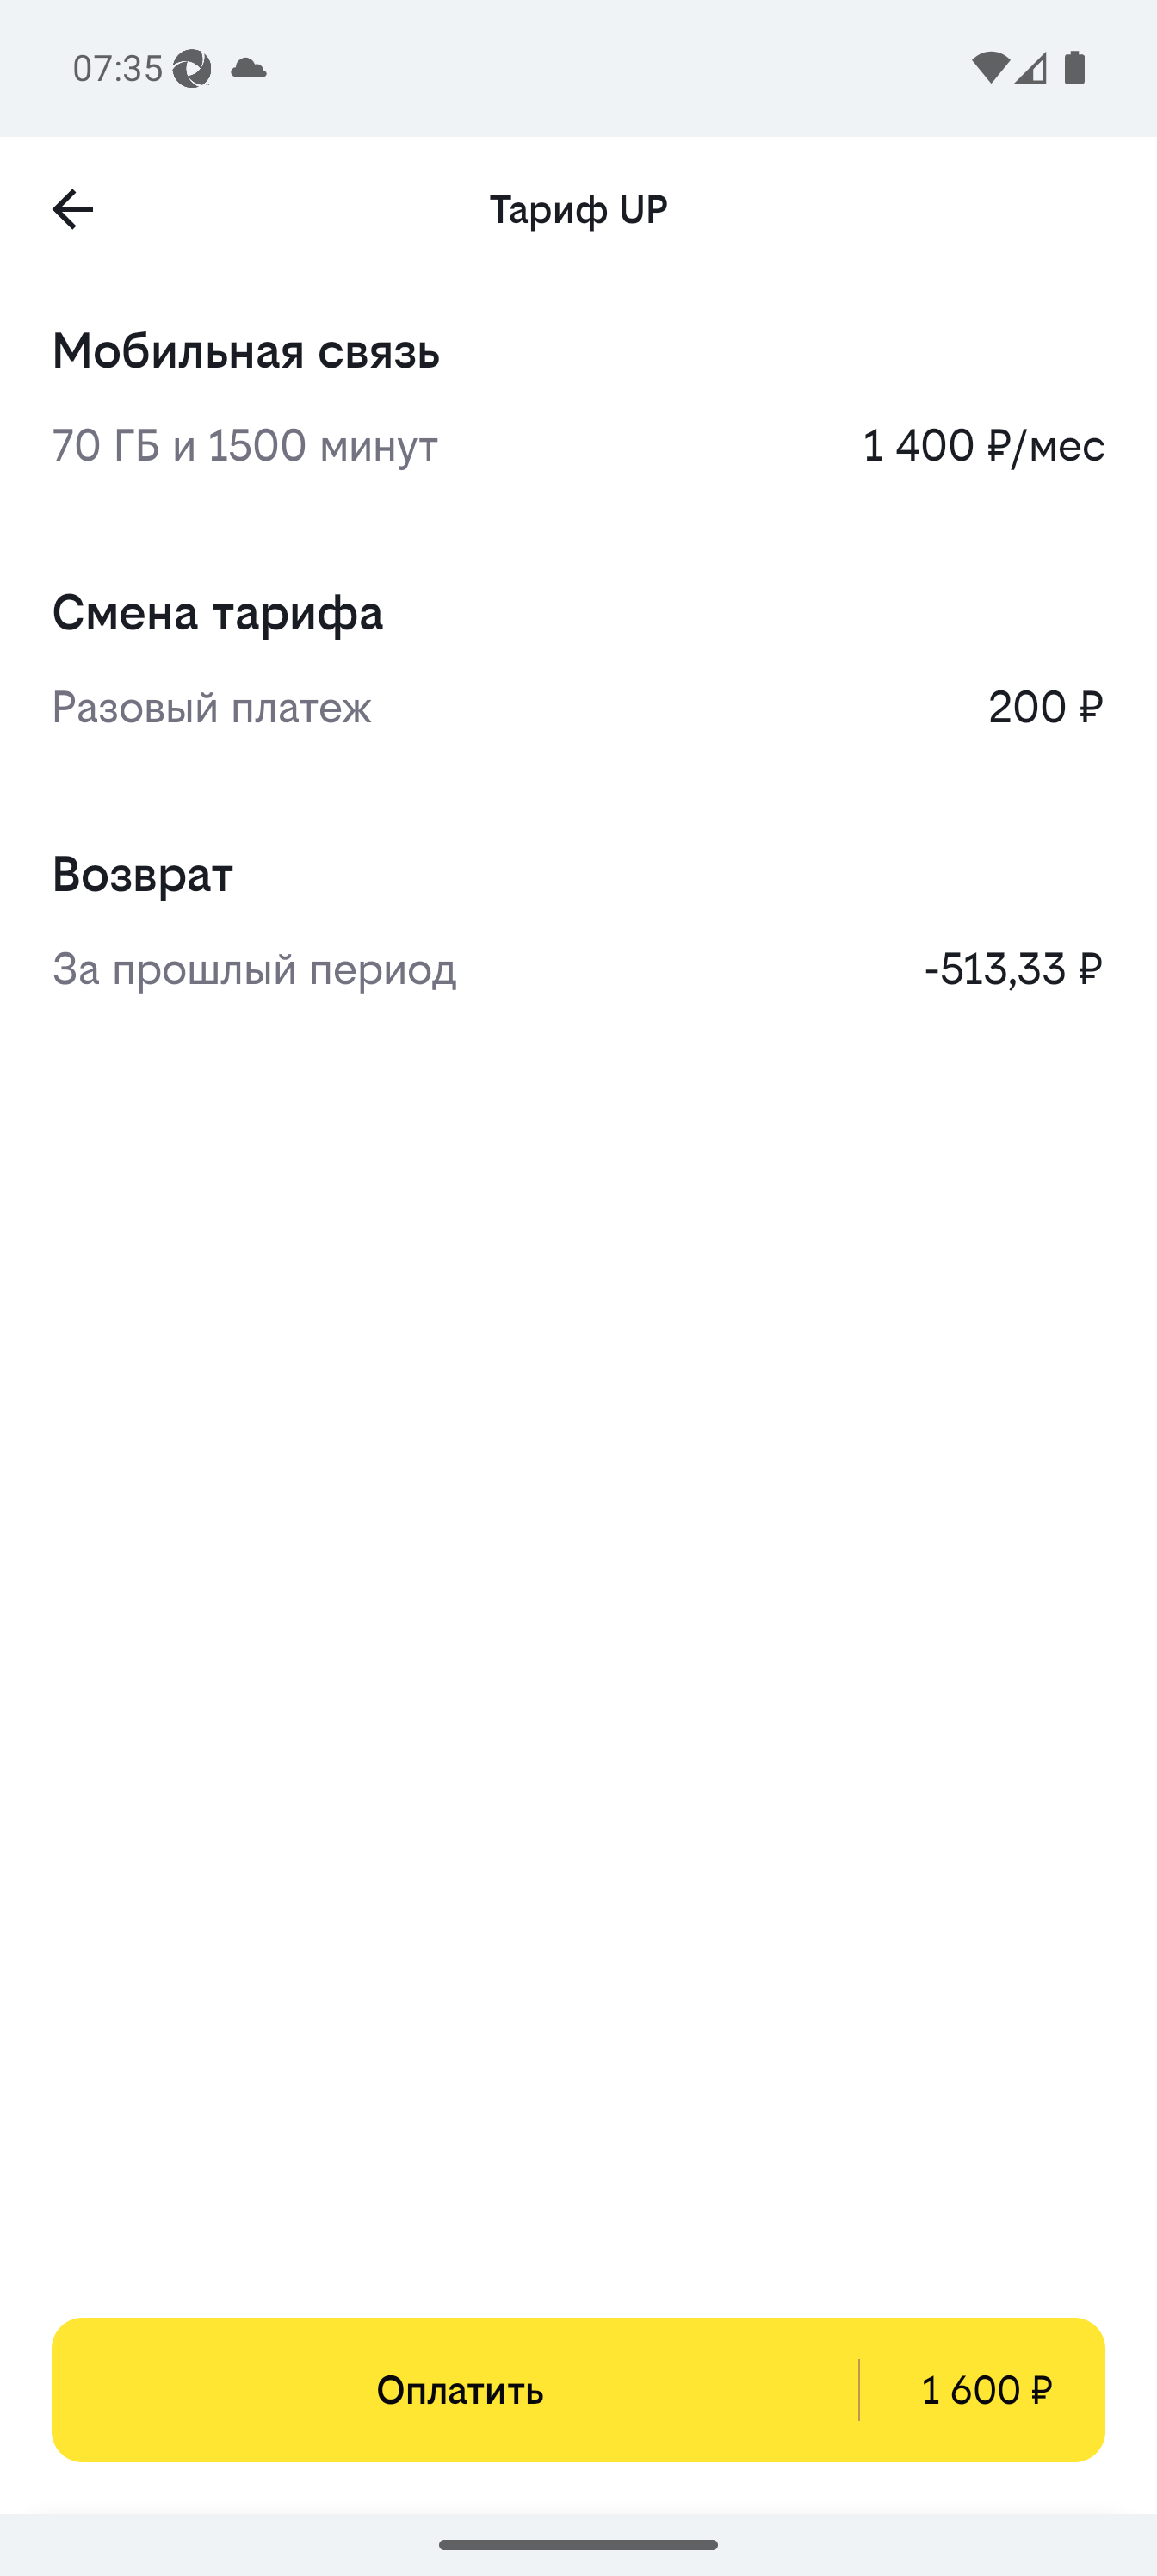 07:35
Тариф UP
Мобильная связь
70 ГБ и 1500 минут 1 400 ₽/мес
Смена тарифа
Разовый платеж 200 ₽
Возврат
За прошлый период -513,33 ₽
Оплатить 1 600 ₽